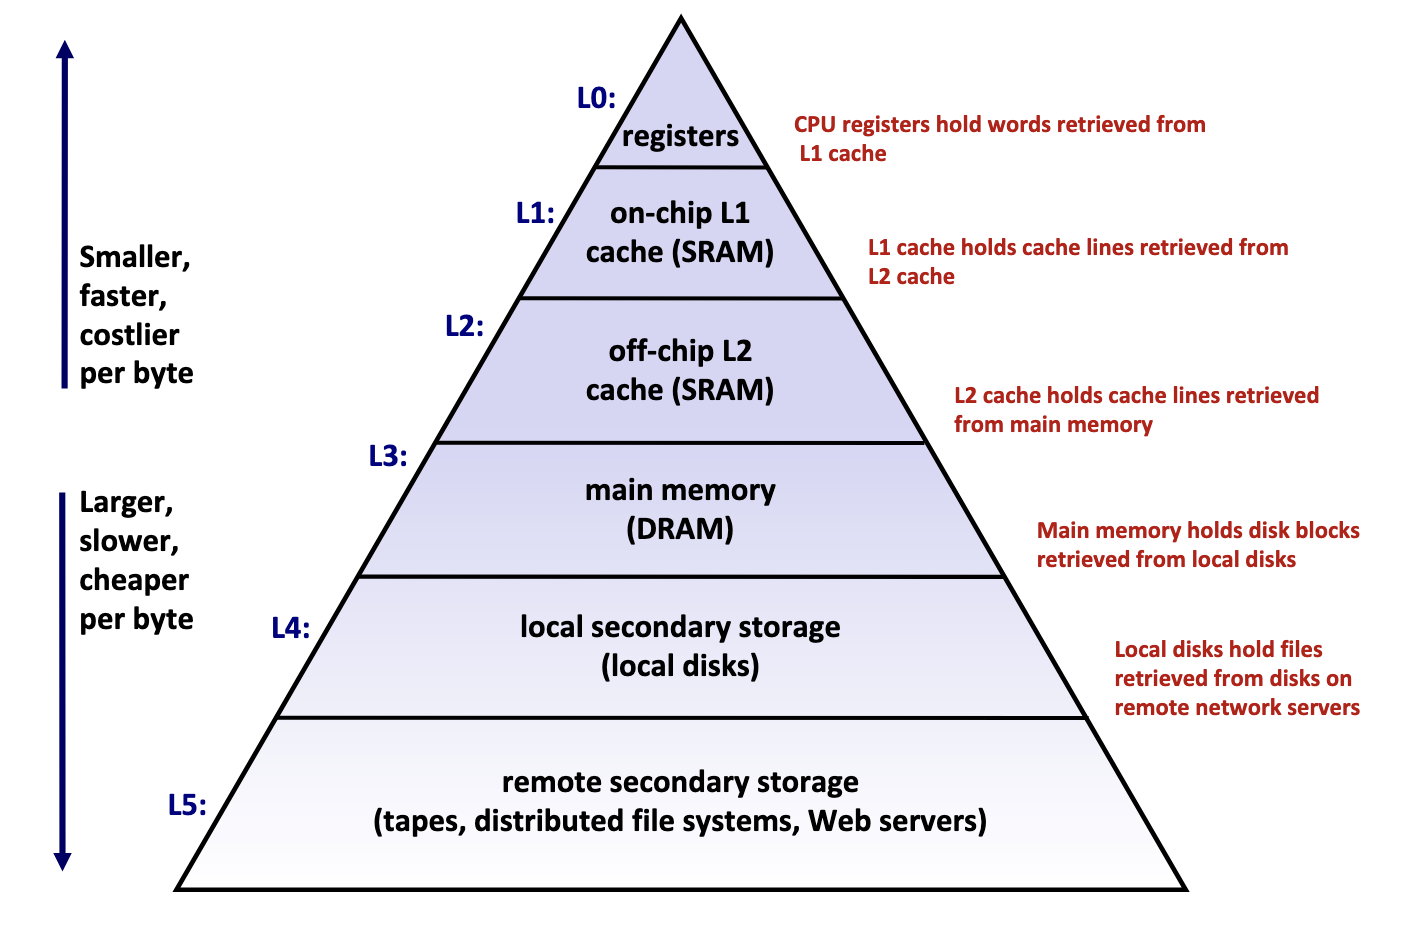 L0:
registers
CPU registers hold words retrieved from
L1 cache
L1:
on-chip L1
cache (SRAM)
L1 cache holds cache lines retrieved from
L2 cache
Smaller,
faster,
costlier
per byte
L2:
off-chip L2
cache (SRAM)
L2 cache holds cache lines retrieved
from main memory
L3:
main memory
(DRAM)
Main memory holds disk blocks
retrieved from local disks
Larger,
slower,
cheaper
per byte
L4:
local secondary storage
(local disks)
Local disks hold files
retrieved from disks on
remote network servers
L5:
remote secondary storage
(tapes, distributed file systems, Web servers)